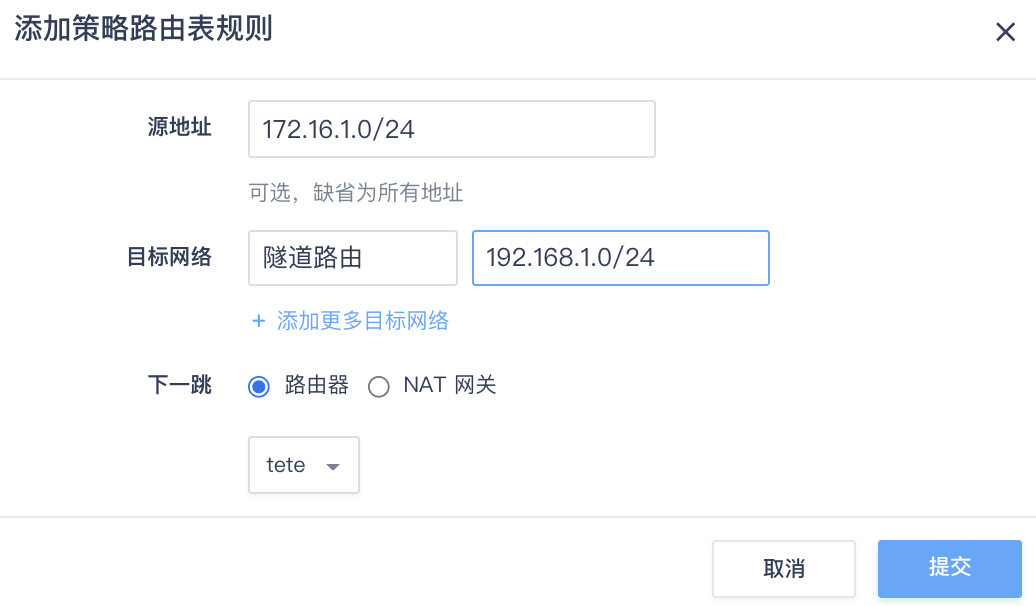 添加策略路由表规则
源地址 172.16.1.0/24
可选，缺省为所有地址
目标网络 隧道路由 192.168.1.0/24
+ 添加更多目标网络
下一跳 路由器 NAT 网关
tete
取消 提交